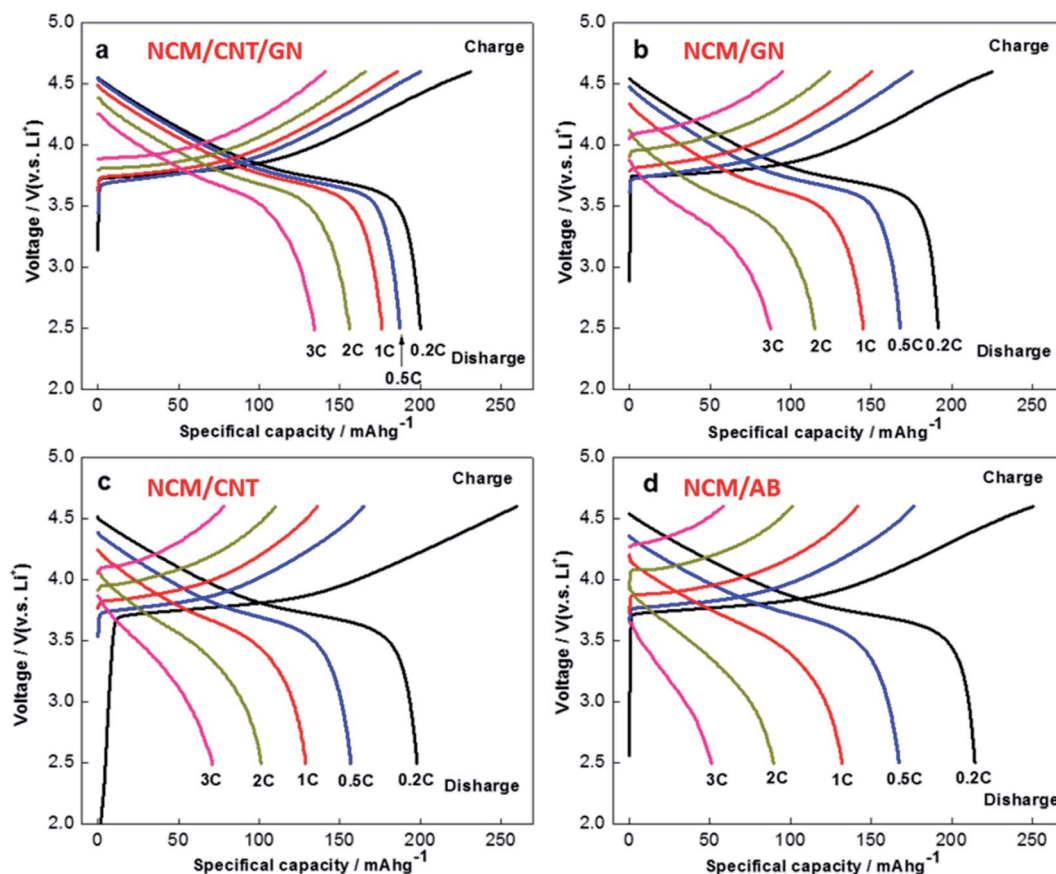 5.0
4.5
4.0
3.5
3.0
2.5
2.0
Voltage / V(v.s. Li⁺)
a
NCM/CNT/GN
Charge
3C
2C
1C
0.2C
0.5C
Disharge
0
50
100
150
200
250
Specifical capacity / mAhg⁻¹
5.0
4.5
4.0
3.5
3.0
2.5
2.0
Voltage / V(v.s. Li⁺)
b
NCM/GN
Charge
3C
2C
1C
0.5C
0.2C
Disharge
0
50
100
150
200
250
Specifical capacity / mAhg⁻¹
5.0
4.5
4.0
3.5
3.0
2.5
2.0
Voltage / V(v.s. Li⁺)
c
NCM/CNT
Charge
3C
2C
1C
0.5C
0.2C
Disharge
0
50
100
150
200
250
Specifical capacity / mAhg⁻¹
5.0
4.5
4.0
3.5
3.0
2.5
2.0
Voltage / V(v.s. Li⁺)
d
NCM/AB
Charge
3C
2C
1C
0.5C
0.2C
Disharge
0
50
100
150
200
250
Specifical capacity / mAhg⁻¹